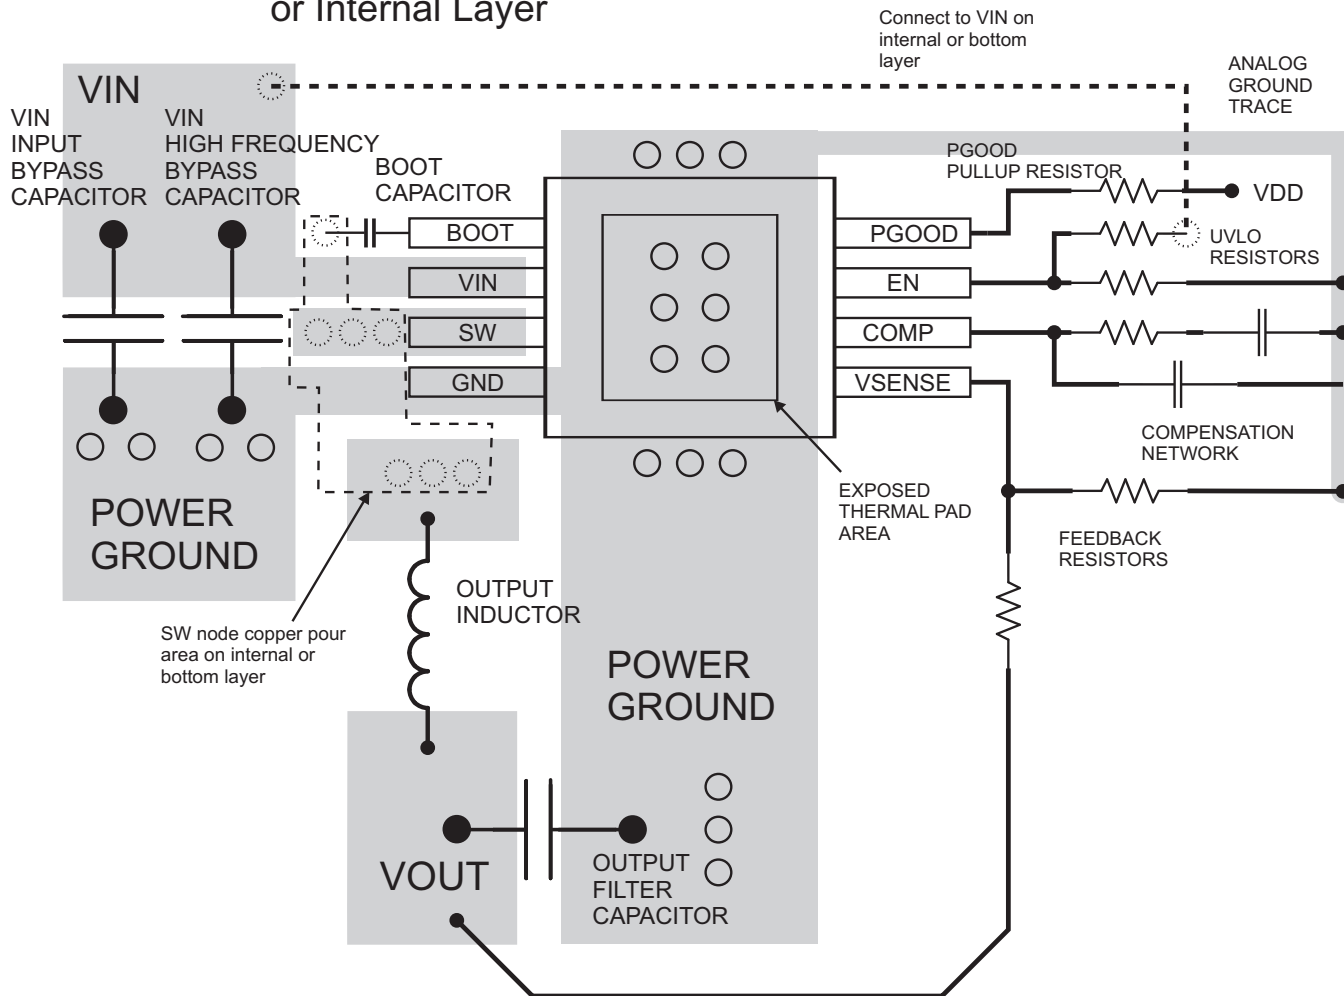 or Internal Layer
Connect to VIN on
internal or bottom
layer
ANALOG
GROUND
TRACE
VIN
VIN
INPUT
BYPASS
CAPACITOR
VIN
HIGH FREQUENCY
BYPASS
CAPACITOR
BOOT
CAPACITOR
PGOOD
PULLUP RESISTOR
VDD
BOOT
VIN
SW
GND
PGOOD
EN
COMP
VSENSE
UVLO
RESISTORS
COMPENSATION
NETWORK
EXPOSED
THERMAL PAD
AREA
FEEDBACK
RESISTORS
POWER
GROUND
OUTPUT
INDUCTOR
SW node copper pour
area on internal or
bottom layer
POWER
GROUND
VOUT
OUTPUT
FILTER
CAPACITOR